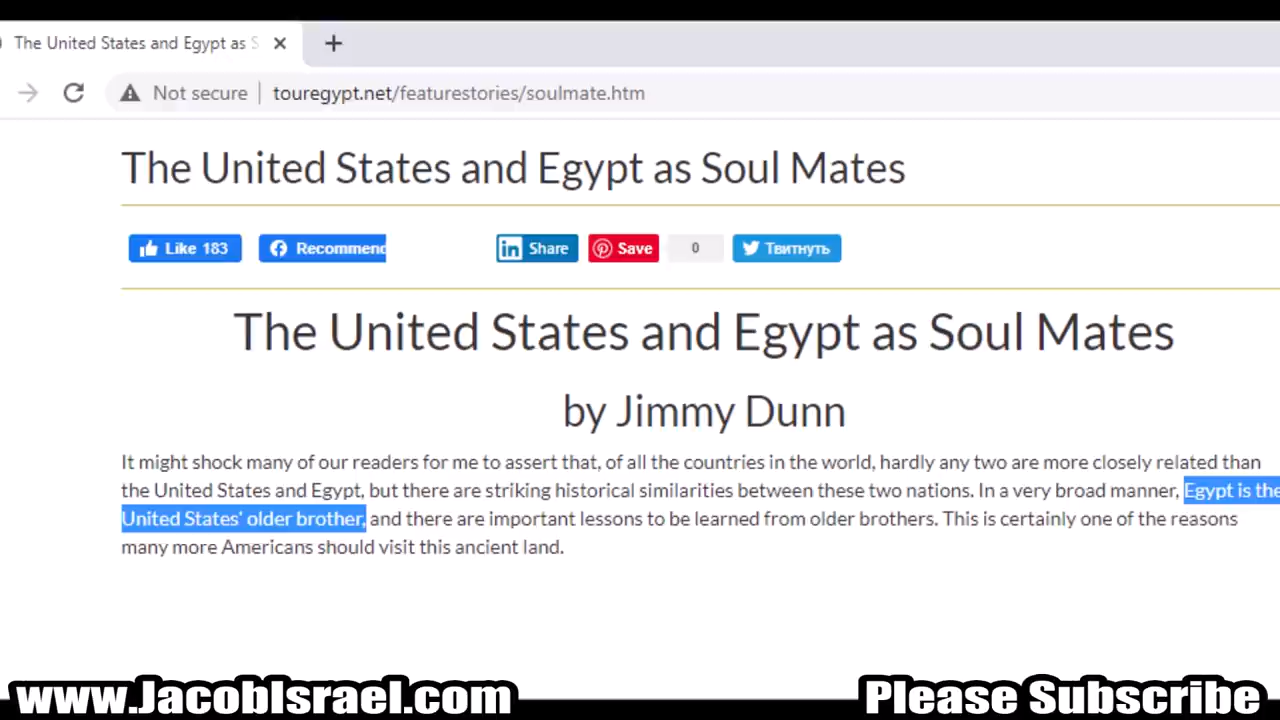 The United States and Egypt as S
Not secure touregypt.net/featurestories/soulmate.htm
The United States and Egypt as Soul Mates
Like 183 Recommend Share Save 0 Твитнуть
The United States and Egypt as Soul Mates
by Jimmy Dunn
It might shock many of our readers for me to assert that, of all the countries in the world, hardly any two are more closely related than
the United States and Egypt, but there are striking historical similarities between these two nations. In a very broad manner, Egypt is the
United States' older brother, and there are important lessons to be learned from older brothers. This is certainly one of the reasons
many more Americans should visit this ancient land.
www.JacobIsrael.com Please Subscribe